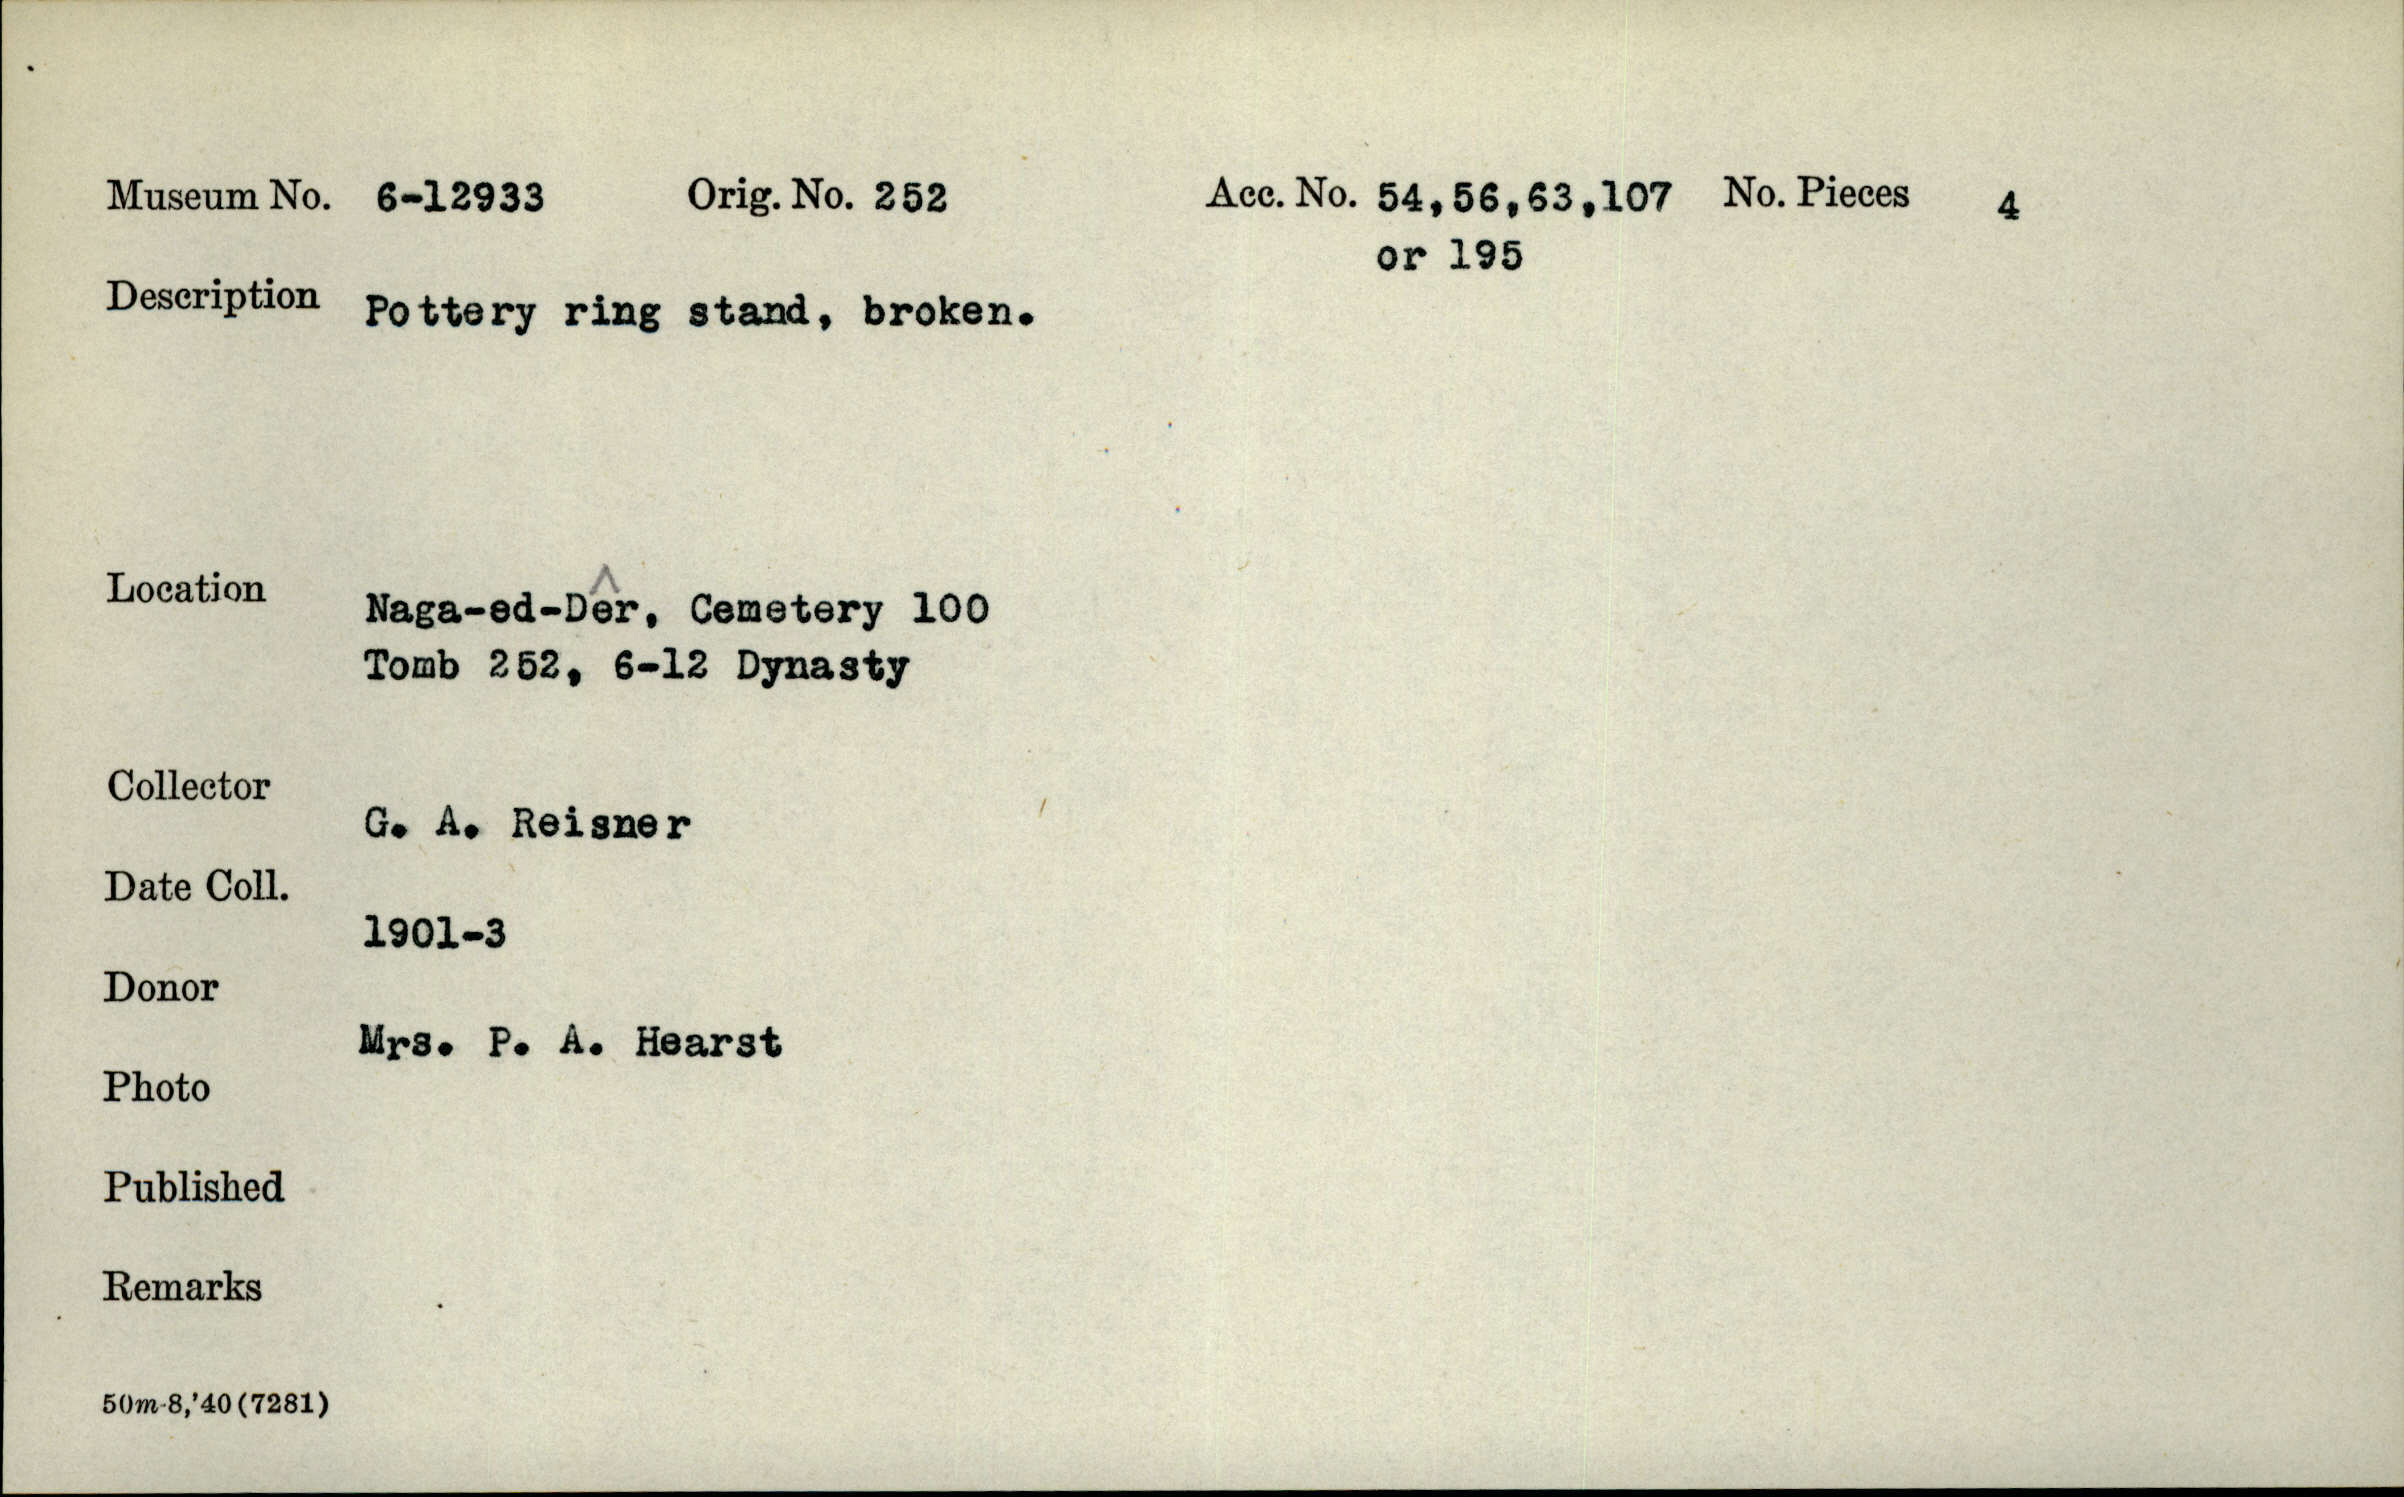 Museum No. 6-12933 Orig. No. 252 Acc. No. 54,56,63,107 No. Pieces 4
or 195
Description Pottery ring stand, broken.
Location Naga-ed-Dêr, Cemetery 100
Tomb 252, 6-12 Dynasty
Collector
G. A. Reisner
Date Coll.
1901-3
Donor
Mrs. P. A. Hearst
Photo
Published
Remarks
50m-8,'40(7281)